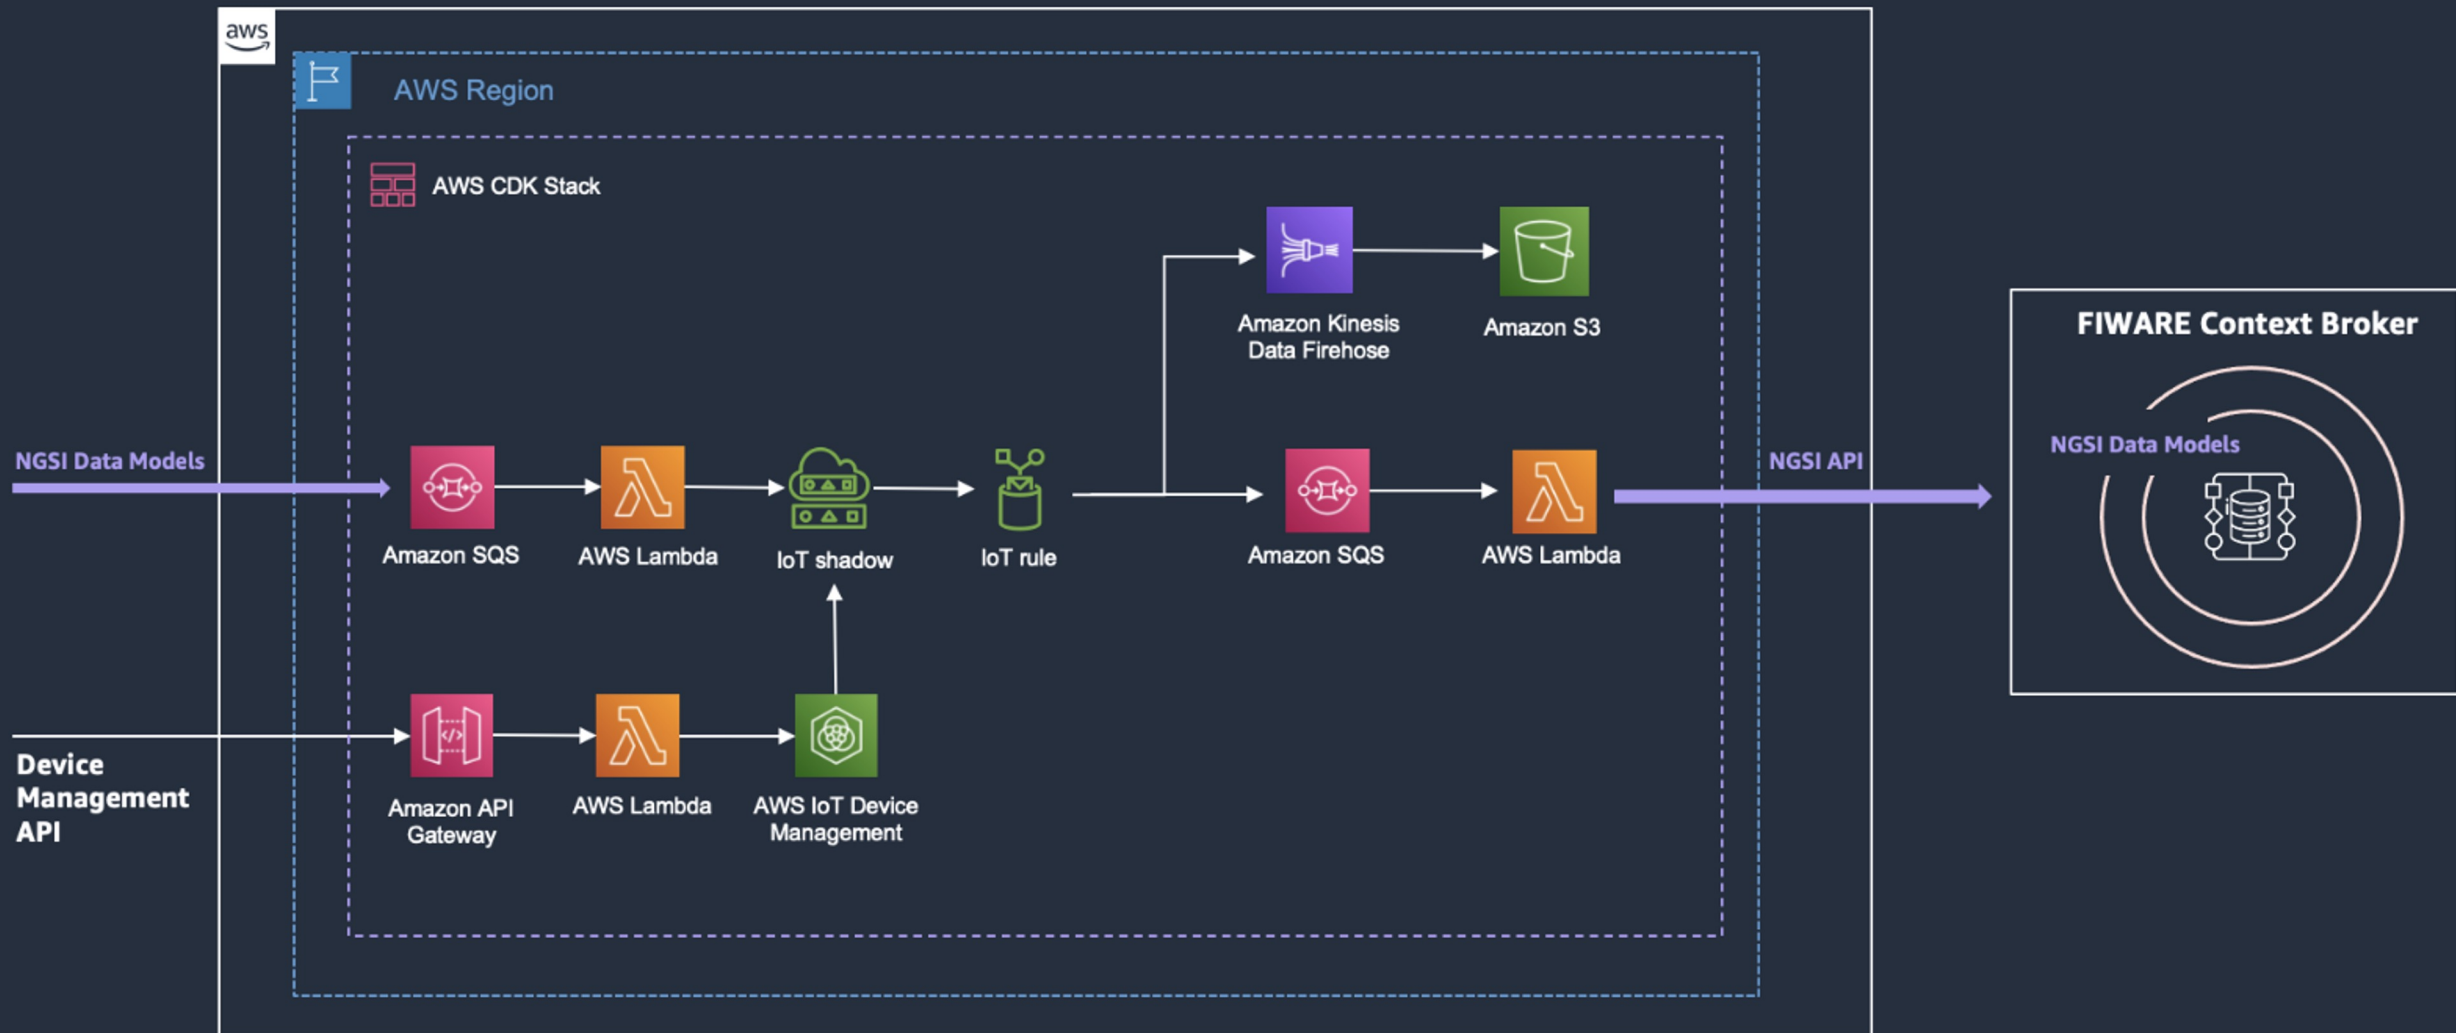 aws
AWS Region
AWS CDK Stack
Amazon Kinesis
Data Firehose
Amazon S3
FIWARE Context Broker
NGSI Data Models
NGSI Data Models
NGSI API
Amazon SQS
AWS Lambda
IoT shadow
IoT rule
Amazon SQS
AWS Lambda
Device
Management
API
Amazon API
Gateway
</>
AWS Lambda
AWS IoT Device
Management